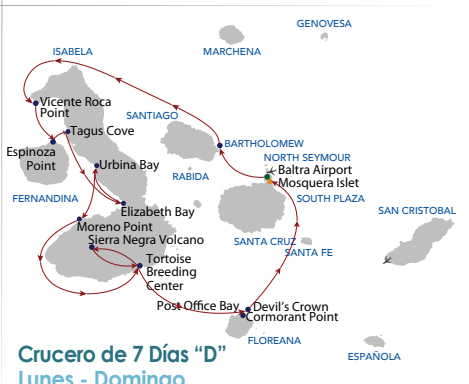 GENOVESA
ISABELA
MARCHENA
Vicente Roca
Point
SANTIAGO
Tagus Cove
BARTHOLOMEW
Espinoza
Point
NORTH SEYMOUR
Urbina Bay
Baltra Airport
RABIDA
Mosquera Islet
FERNANDINA
SOUTH PLAZA
Elizabeth Bay
SAN CRISTOBAL
Moreno Point
Sierra Negra Volcano
SANTA CRUZ
SANTA FE
Tortoise
Breeding
Center
Post Office Bay
Devil's Crown
Cormorant Point
FLOREANA
ESPAÑOLA
Crucero de 7 Días “D”
Lunes - Domingo